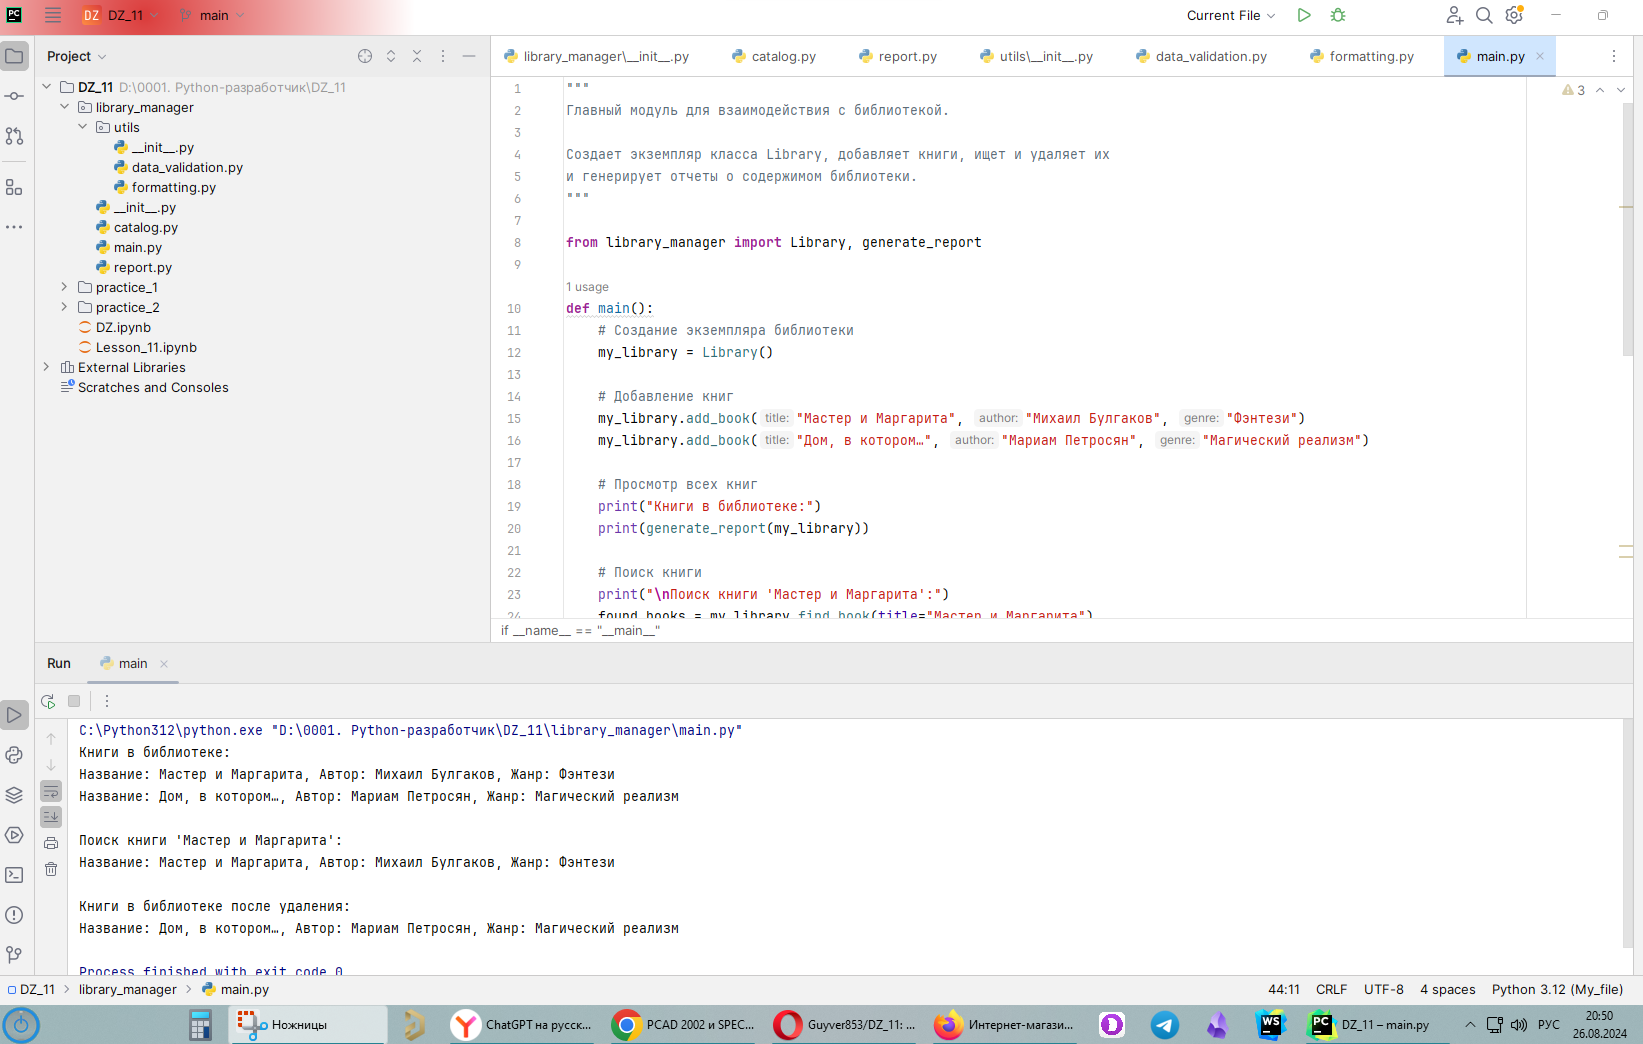 PC DZ DZ_11 main Current File
Project
library_manager\__init__.py catalog.py report.py utils\__init__.py data_validation.py formatting.py main.py
DZ_11 D:\0001. Python-разработчик\DZ_11
library_manager
utils
__init__.py
data_validation.py
formatting.py
__init__.py
catalog.py
main.py
report.py
practice_1
practice_2
DZ.ipynb
Lesson_11.ipynb
External Libraries
Scratches and Consoles
3
1 """
2 Главный модуль для взаимодействия с библиотекой.
3
4 Создает экземпляр класса Library, добавляет книги, ищет и удаляет их
5 и генерирует отчеты о содержимом библиотеки.
6 """
7
8 from library_manager import Library, generate_report
9
1 usage
10 def main():
11 # Создание экземпляра библиотеки
12 my_library = Library()
13
14 # Добавление книг
15 my_library.add_book( title: "Мастер и Маргарита", author: "Михаил Булгаков", genre: "Фэнтези")
16 my_library.add_book( title: "Дом, в котором…", author: "Мариам Петросян", genre: "Магический реализм")
17
18 # Просмотр всех книг
19 print("Книги в библиотеке:")
20 print(generate_report(my_library))
21
22 # Поиск книги
23 print("\nПоиск книги 'Мастер и Маргарита':")
24 found_books = my_library.find_book(title="Мастер и Маргарита")
if __name__ == "__main__"
Run main
C:\Python312\python.exe "D:\0001. Python-разработчик\DZ_11\library_manager\main.py"
Книги в библиотеке:
Название: Мастер и Маргарита, Автор: Михаил Булгаков, Жанр: Фэнтези
Название: Дом, в котором…, Автор: Мариам Петросян, Жанр: Магический реализм
Поиск книги 'Мастер и Маргарита':
Название: Мастер и Маргарита, Автор: Михаил Булгаков, Жанр: Фэнтези
Книги в библиотеке после удаления:
Название: Дом, в котором…, Автор: Мариам Петросян, Жанр: Магический реализм
Process finished with exit code 0
DZ_11 library_manager main.py 44:11 CRLF UTF-8 4 spaces Python 3.12 (My_file)
Ножницы ChatGPT на русск... PCAD 2002 и SPEC... Guyver853/DZ_11: ... Интернет-магази... WS PC DZ_11 – main.py РУС 20:50
26.08.2024